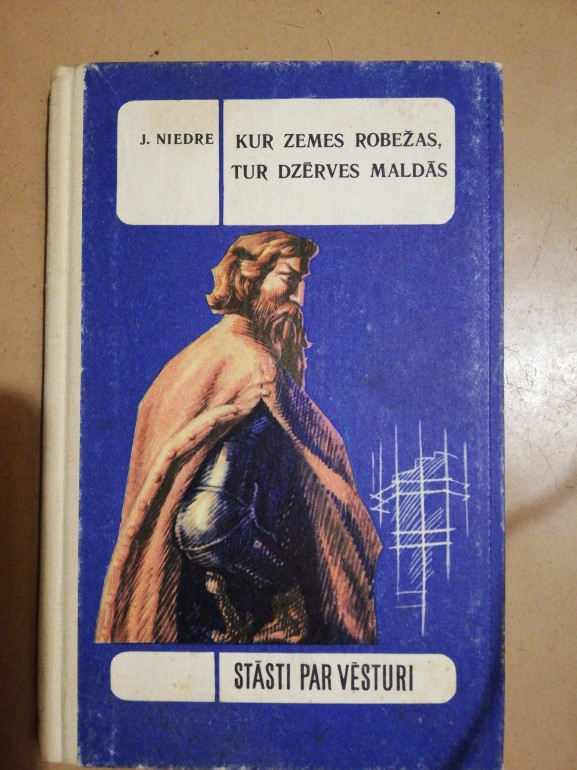 J. NIEDRE
KUR ZEMES ROBEŽAS,
TUR DZĒRVES MALDĀS
STĀSTI PAR VĒSTURI